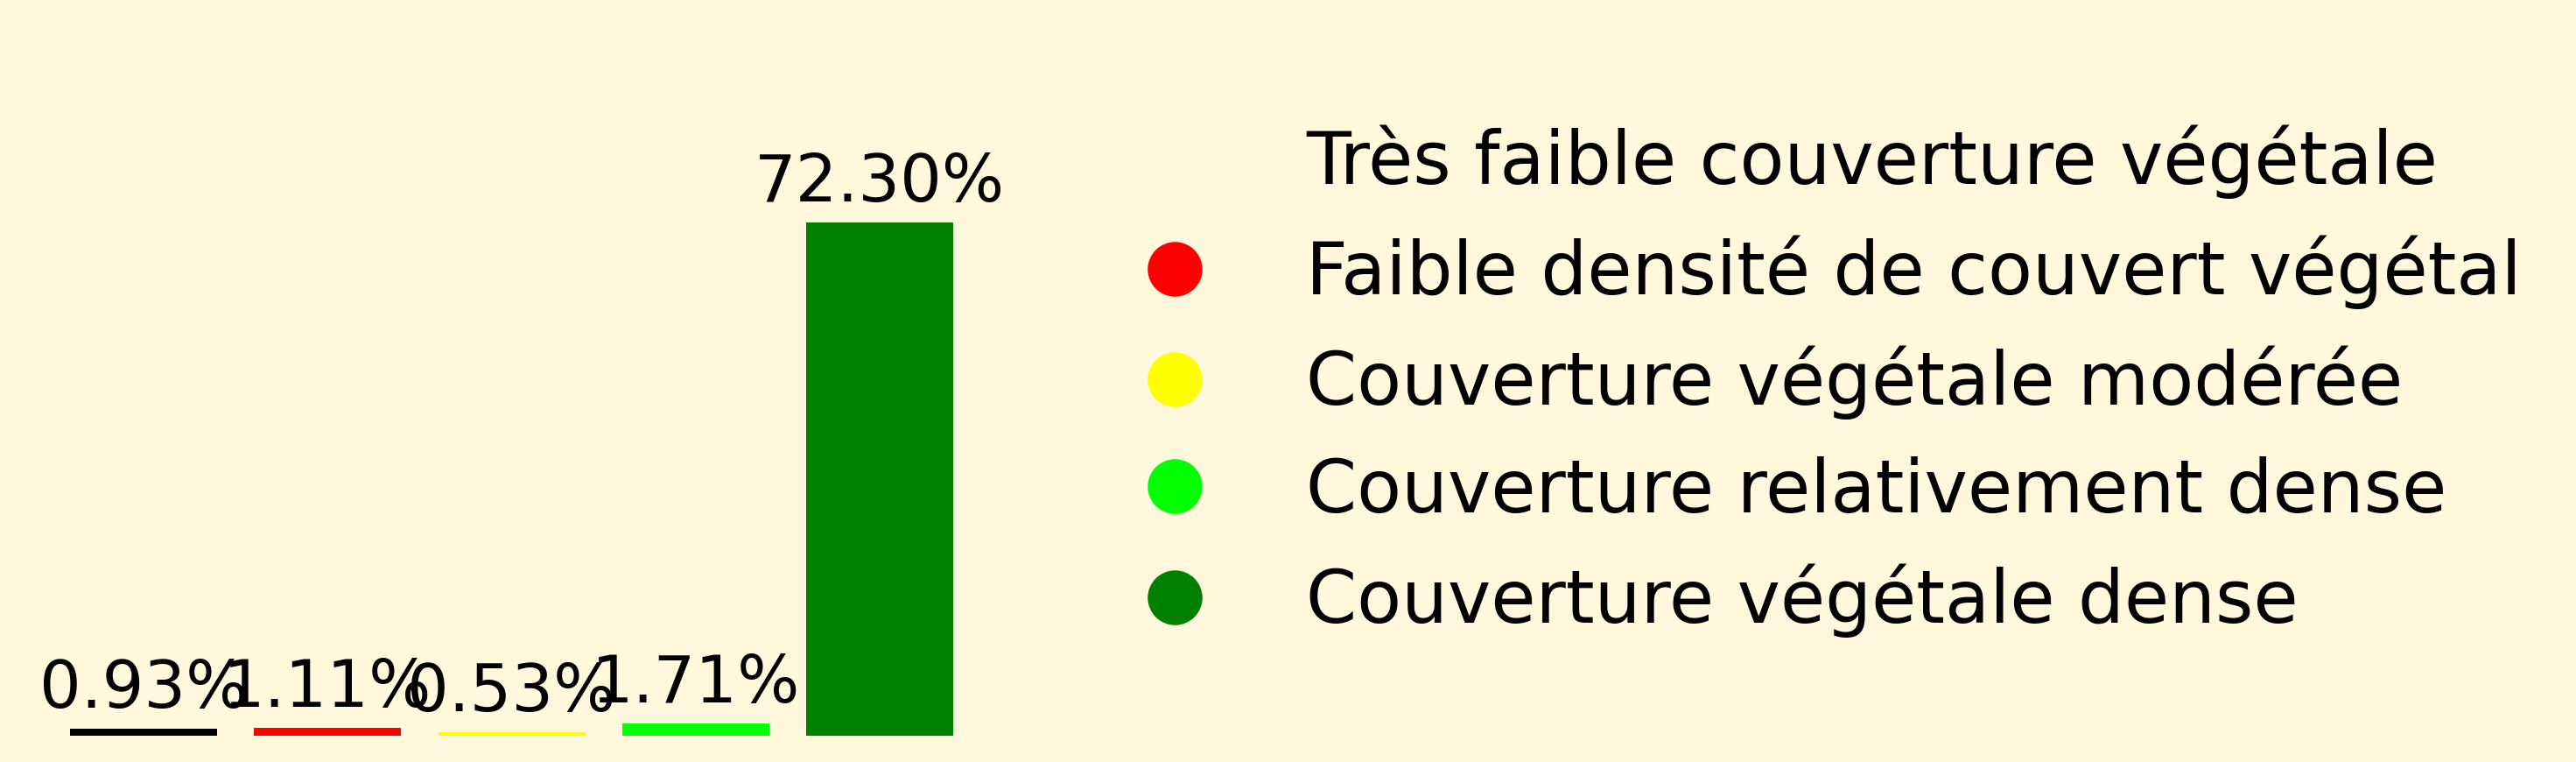 72.30%
0.93%
1.11%
0.53%
1.71%
Très faible couverture végétale
Faible densité de couvert végétal
Couverture végétale modérée
Couverture relativement dense
Couverture végétale dense